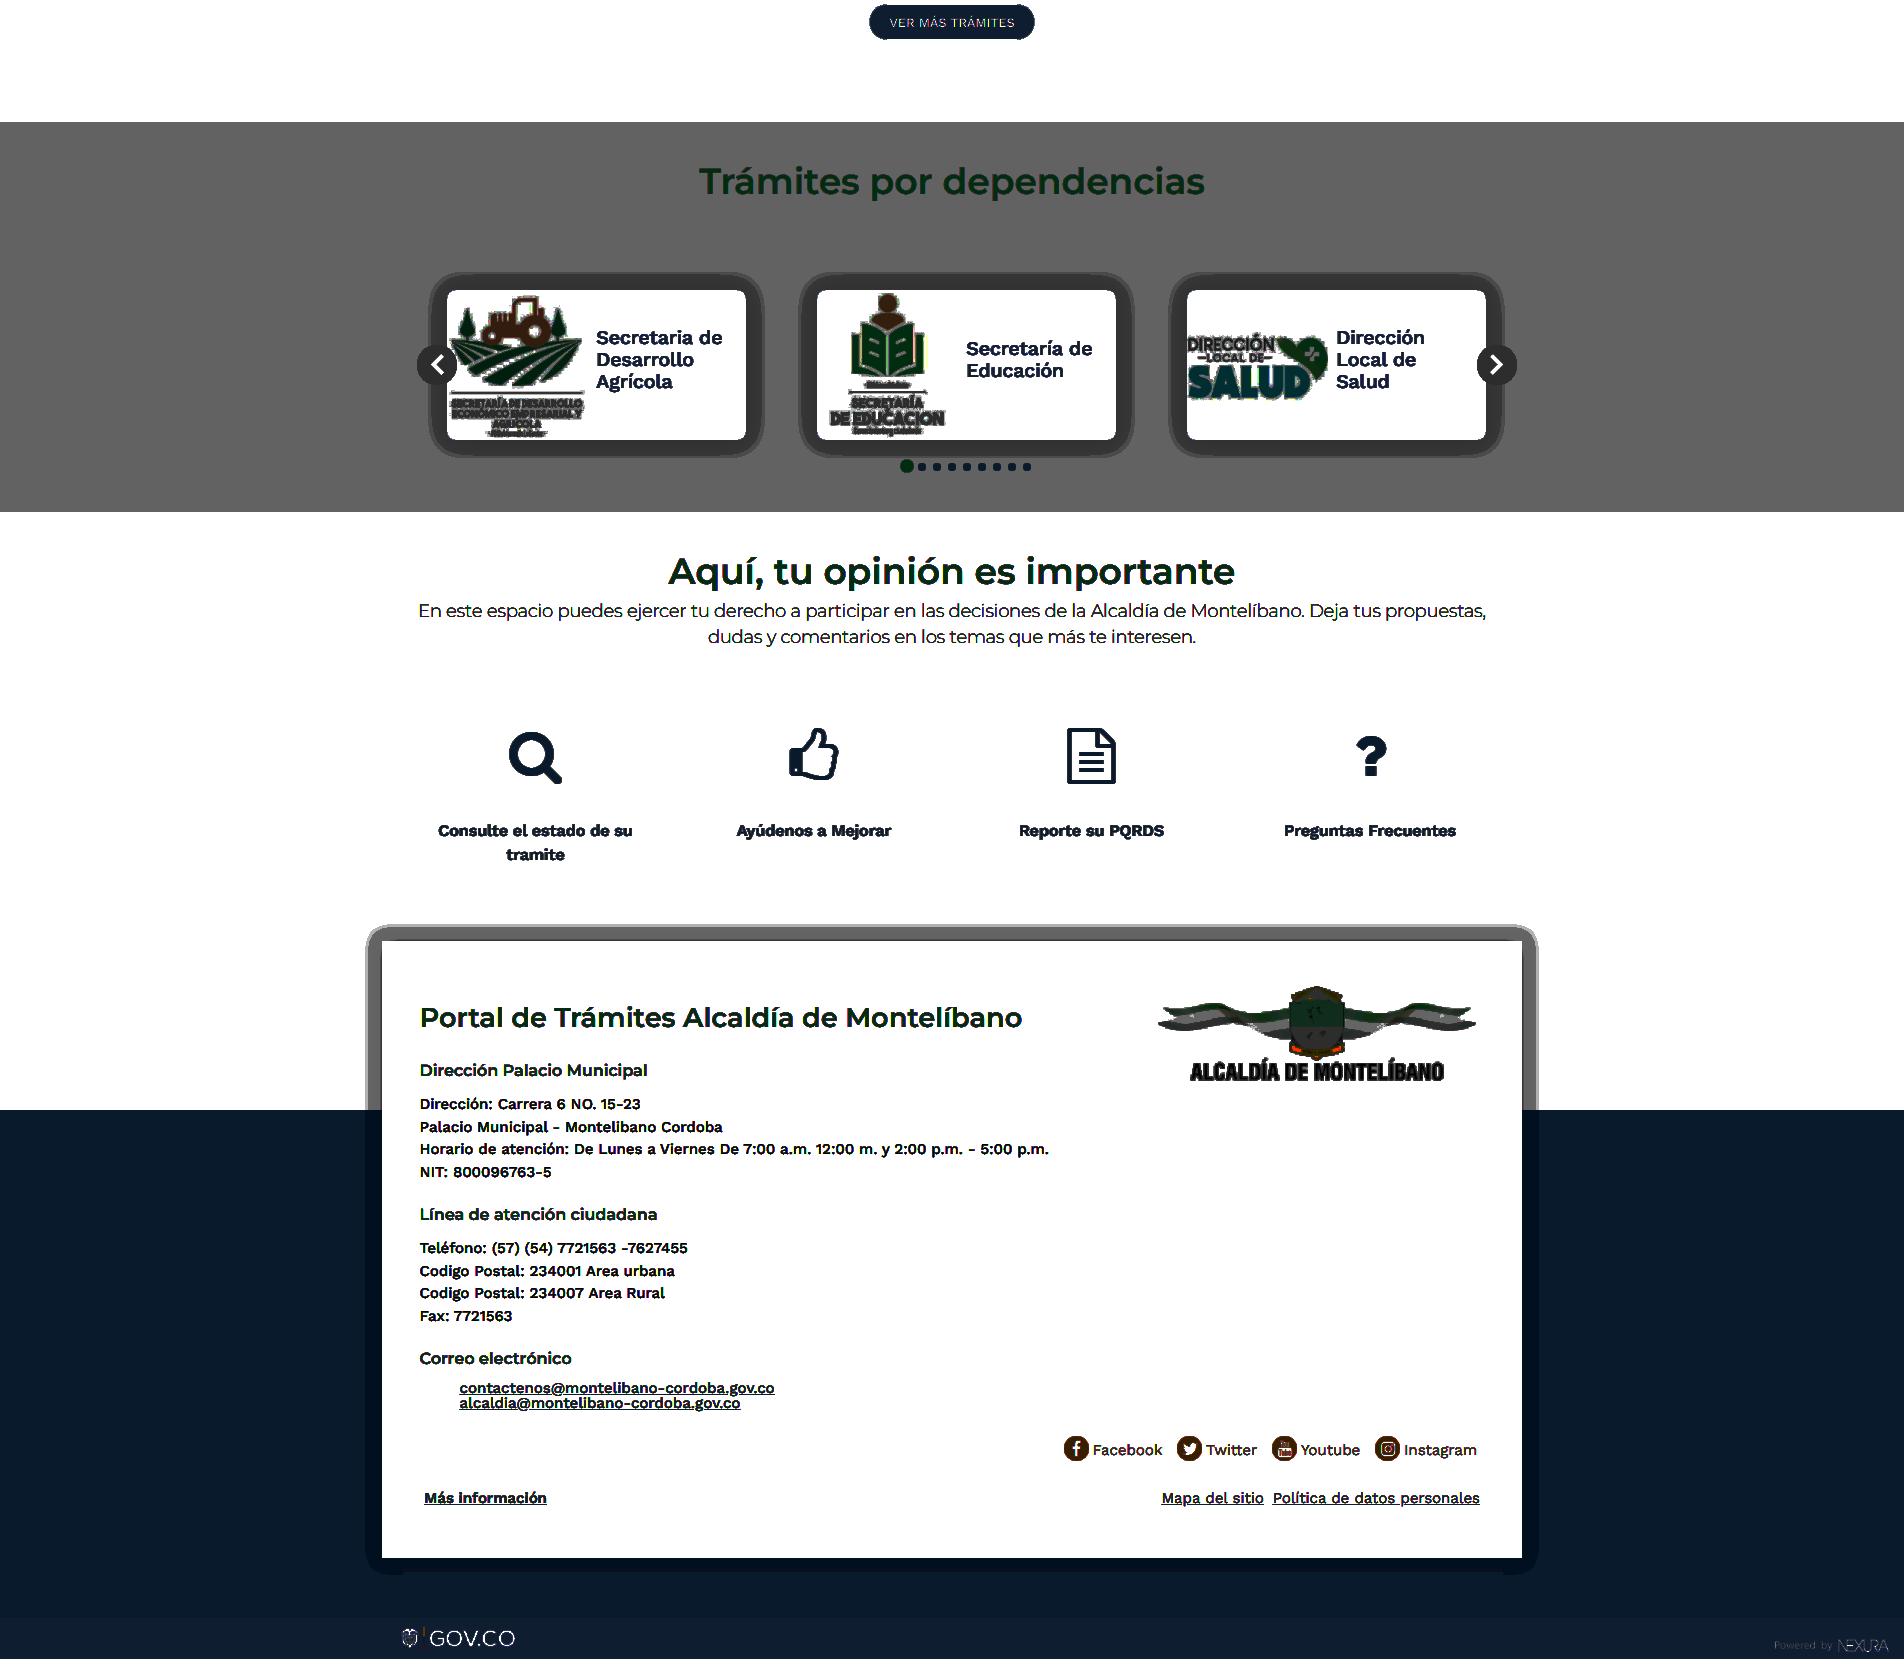 VER MÁS TRÁMITES
Trámites por dependencias
SECRETARÍA DE DESARROLLO
ECONÓMICO EMPRESARIAL Y
AGRÍCOLA
Secretaria de
Desarrollo
Agrícola
SECRETARÍA
DE EDUCACION
Secretaría de
Educación
DIRECCIÓN
LOCAL DE
SALUD
Dirección
Local de
Salud
Aquí, tu opinión es importante
En este espacio puedes ejercer tu derecho a participar en las decisiones de la Alcaldía de Montelíbano. Deja tus propuestas,
dudas y comentarios en los temas que más te interesen.
Consulte el estado de su
tramite
Ayúdenos a Mejorar
Reporte su PQRDS
Preguntas Frecuentes
Portal de Trámites Alcaldía de Montelíbano
ALCALDÍA DE MONTELÍBANO
Dirección Palacio Municipal
Dirección: Carrera 6 NO. 15-23
Palacio Municipal - Montelibano Cordoba
Horario de atención: De Lunes a Viernes De 7:00 a.m. 12:00 m. y 2:00 p.m. - 5:00 p.m.
NIT: 800096763-5
Línea de atención ciudadana
Teléfono: (57) (54) 7721563 -7627455
Codigo Postal: 234001 Area urbana
Codigo Postal: 234007 Area Rural
Fax: 7721563
Correo electrónico
contactenos@montelibano-cordoba.gov.co
alcaldia@montelibano-cordoba.gov.co
Facebook Twitter Youtube Instagram
Más información
Mapa del sitio Política de datos personales
GOV.CO
Powered by NEXURA